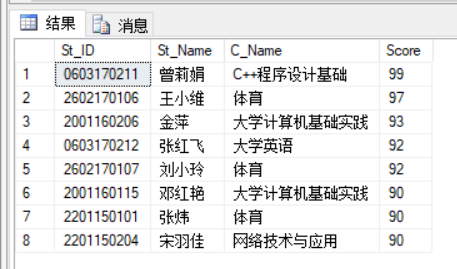 结果 消息
St_ID St_Name C_Name Score
1 0603170211 曾莉娟 C++程序设计基础 99
2 2602170106 王小维 体育 97
3 2001160206 金萍 大学计算机基础实践 93
4 0603170212 张红飞 大学英语 92
5 2602170107 刘小玲 体育 92
6 2001160115 邓红艳 大学计算机基础实践 90
7 2201150101 张炜 体育 90
8 2201150204 宋羽佳 网络技术与应用 90